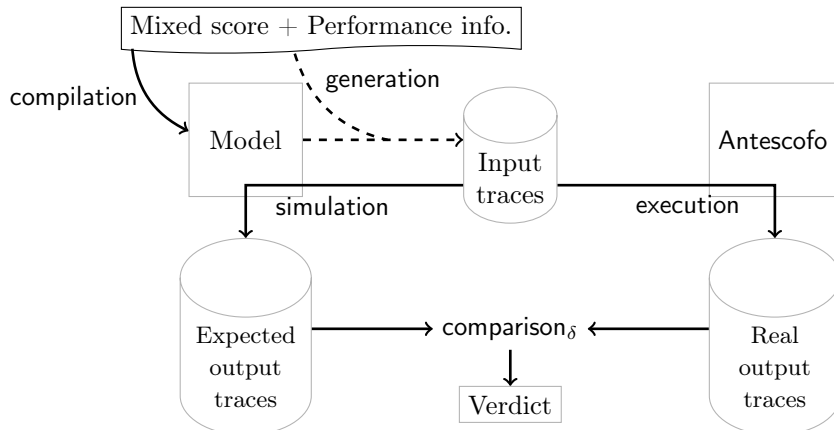 Mixed score + Performance info.
generation
compilation
Model
Antescofo
Input
traces
simulation
execution
Expected
output
traces
comparisonδ
Real
output
traces
Verdict